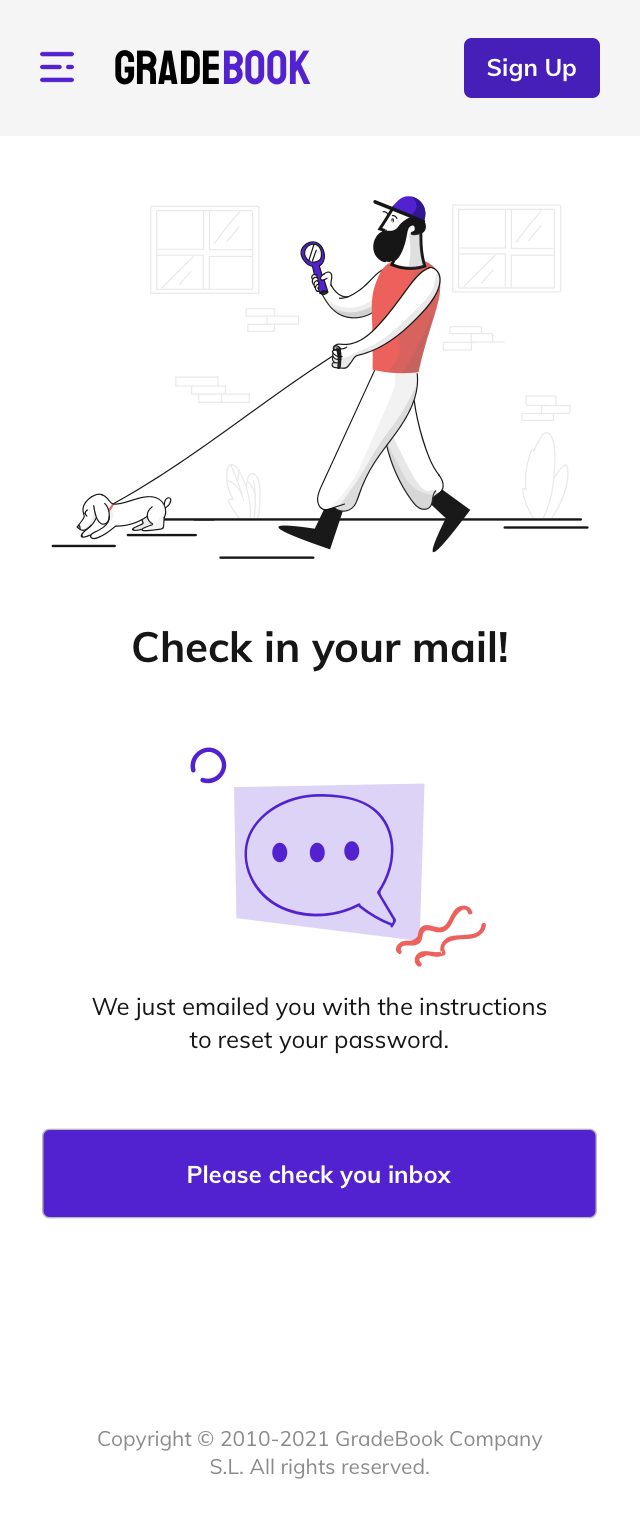 GRADEBOOK
Sign Up
Check in your mail!
We just emailed you with the instructions
to reset your password.
Please check you inbox
Copyright © 2010-2021 GradeBook Company
S.L. All rights reserved.